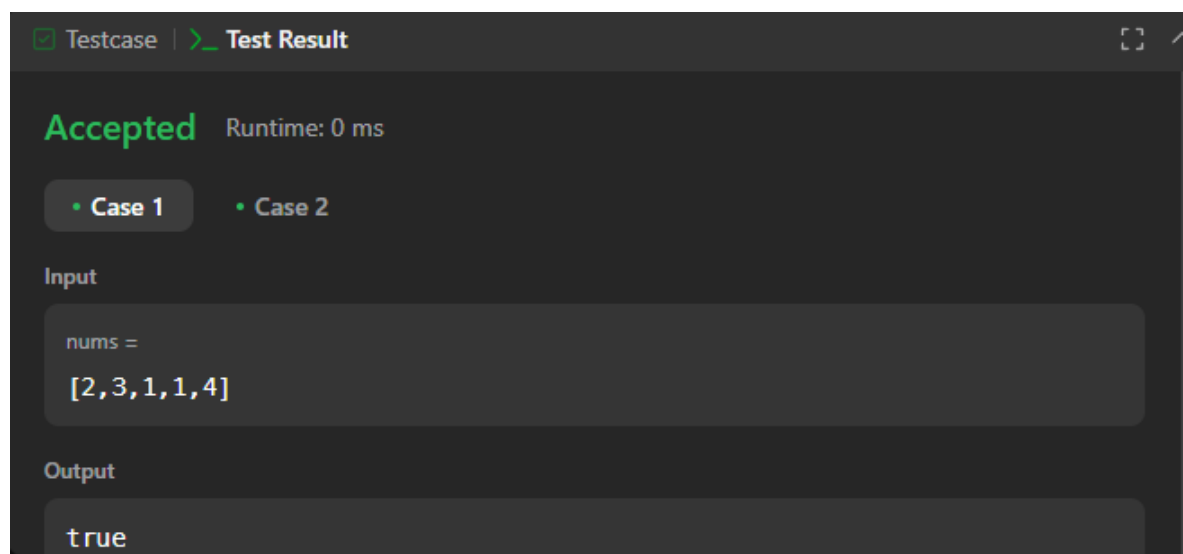 Testcase | >_ Test Result
Accepted Runtime: 0 ms
• Case 1 • Case 2
Input
nums =
[2,3,1,1,4]
Output
true